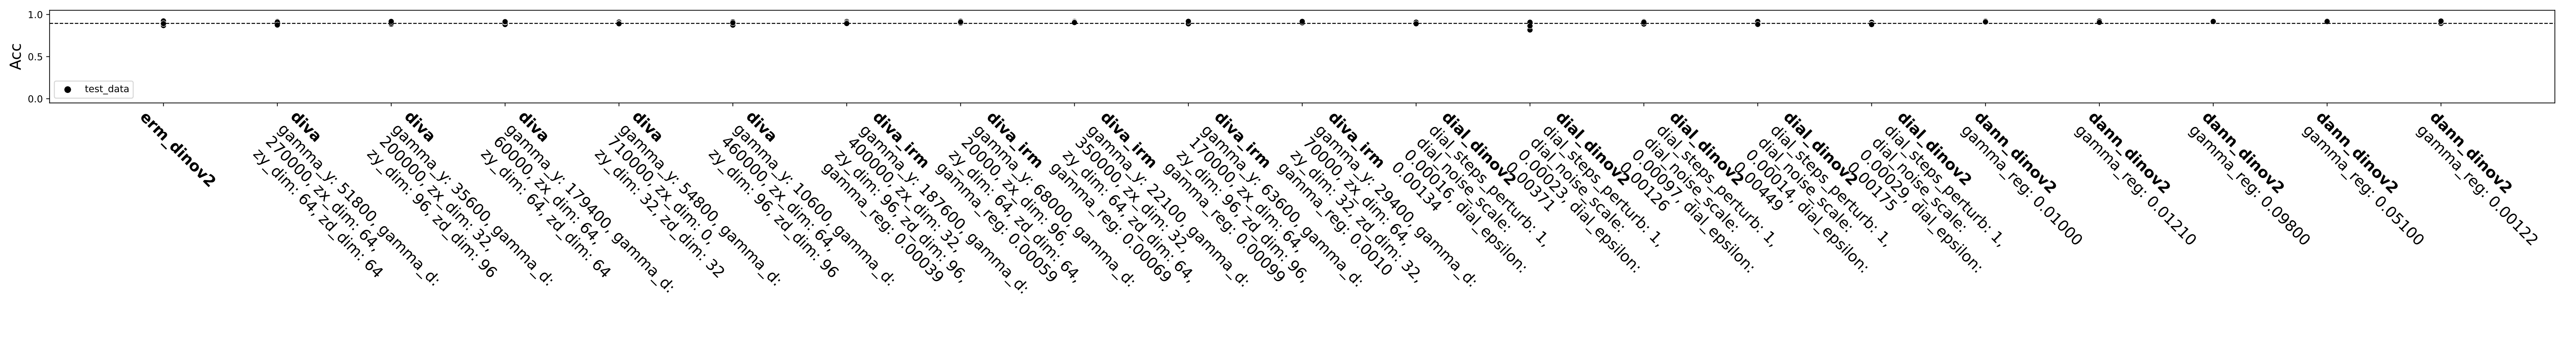 Acc
1.0
0.5
0.0
test_data
erm_dinov2
diva
gamma_y: 51800, gamma_d:
270000, zx_dim: 64,
zy_dim: 64, zd_dim: 64
diva
gamma_y: 35600, gamma_d:
200000, zx_dim: 32,
zy_dim: 96, zd_dim: 96
diva
gamma_y: 179400, gamma_d:
60000, zx_dim: 64,
zy_dim: 64, zd_dim: 64
diva
gamma_y: 54800, gamma_d:
710000, zx_dim: 0,
zy_dim: 32, zd_dim: 32
diva
gamma_y: 10600, gamma_d:
460000, zx_dim: 64,
zy_dim: 96, zd_dim: 96
diva_irm
gamma_y: 187600, gamma_d:
400000, zx_dim: 32,
zy_dim: 96, zd_dim: 96,
gamma_reg: 0.00039
diva_irm
gamma_y: 68000, gamma_d:
20000, zx_dim: 96,
zy_dim: 64, zd_dim: 64,
gamma_reg: 0.00059
diva_irm
gamma_y: 22100, gamma_d:
350000, zx_dim: 32,
zy_dim: 64, zd_dim: 64,
gamma_reg: 0.00069
diva_irm
gamma_y: 63600, gamma_d:
170000, zx_dim: 64,
zy_dim: 96, zd_dim: 96,
gamma_reg: 0.00099
diva_irm
gamma_y: 29400, gamma_d:
70000, zx_dim: 64,
zy_dim: 32, zd_dim: 32,
gamma_reg: 0.0010
dial_dinov2
dial_steps_perturb: 1,
dial_noise_scale:
0.00016, dial_epsilon:
0.00134
dial_dinov2
dial_steps_perturb: 1,
dial_noise_scale:
0.00023, dial_epsilon:
0.00371
dial_dinov2
dial_steps_perturb: 1,
dial_noise_scale:
0.00097, dial_epsilon:
0.00126
dial_dinov2
dial_steps_perturb: 1,
dial_noise_scale:
0.00014, dial_epsilon:
0.00449
dial_dinov2
dial_steps_perturb: 1,
dial_noise_scale:
0.00029, dial_epsilon:
0.00175
dann_dinov2
gamma_reg: 0.01000
dann_dinov2
gamma_reg: 0.01210
dann_dinov2
gamma_reg: 0.09800
dann_dinov2
gamma_reg: 0.05100
dann_dinov2
gamma_reg: 0.00122